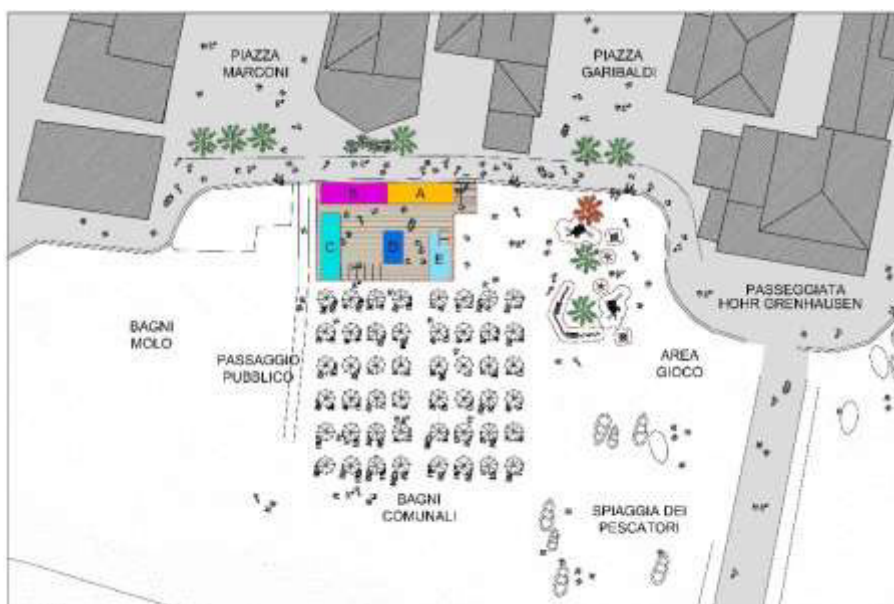 PIAZZA
MARCONI
PIAZZA
GARIBALDI
B
A
C
D
E
PASSEGGIATA
HOHR GRENHAUSEN
BAGNI
MOLO
PASSAGGIO
PUBBLICO
AREA
GIOCO
BAGNI
COMUNALI
SPIAGGIA DEI
PESCATORI